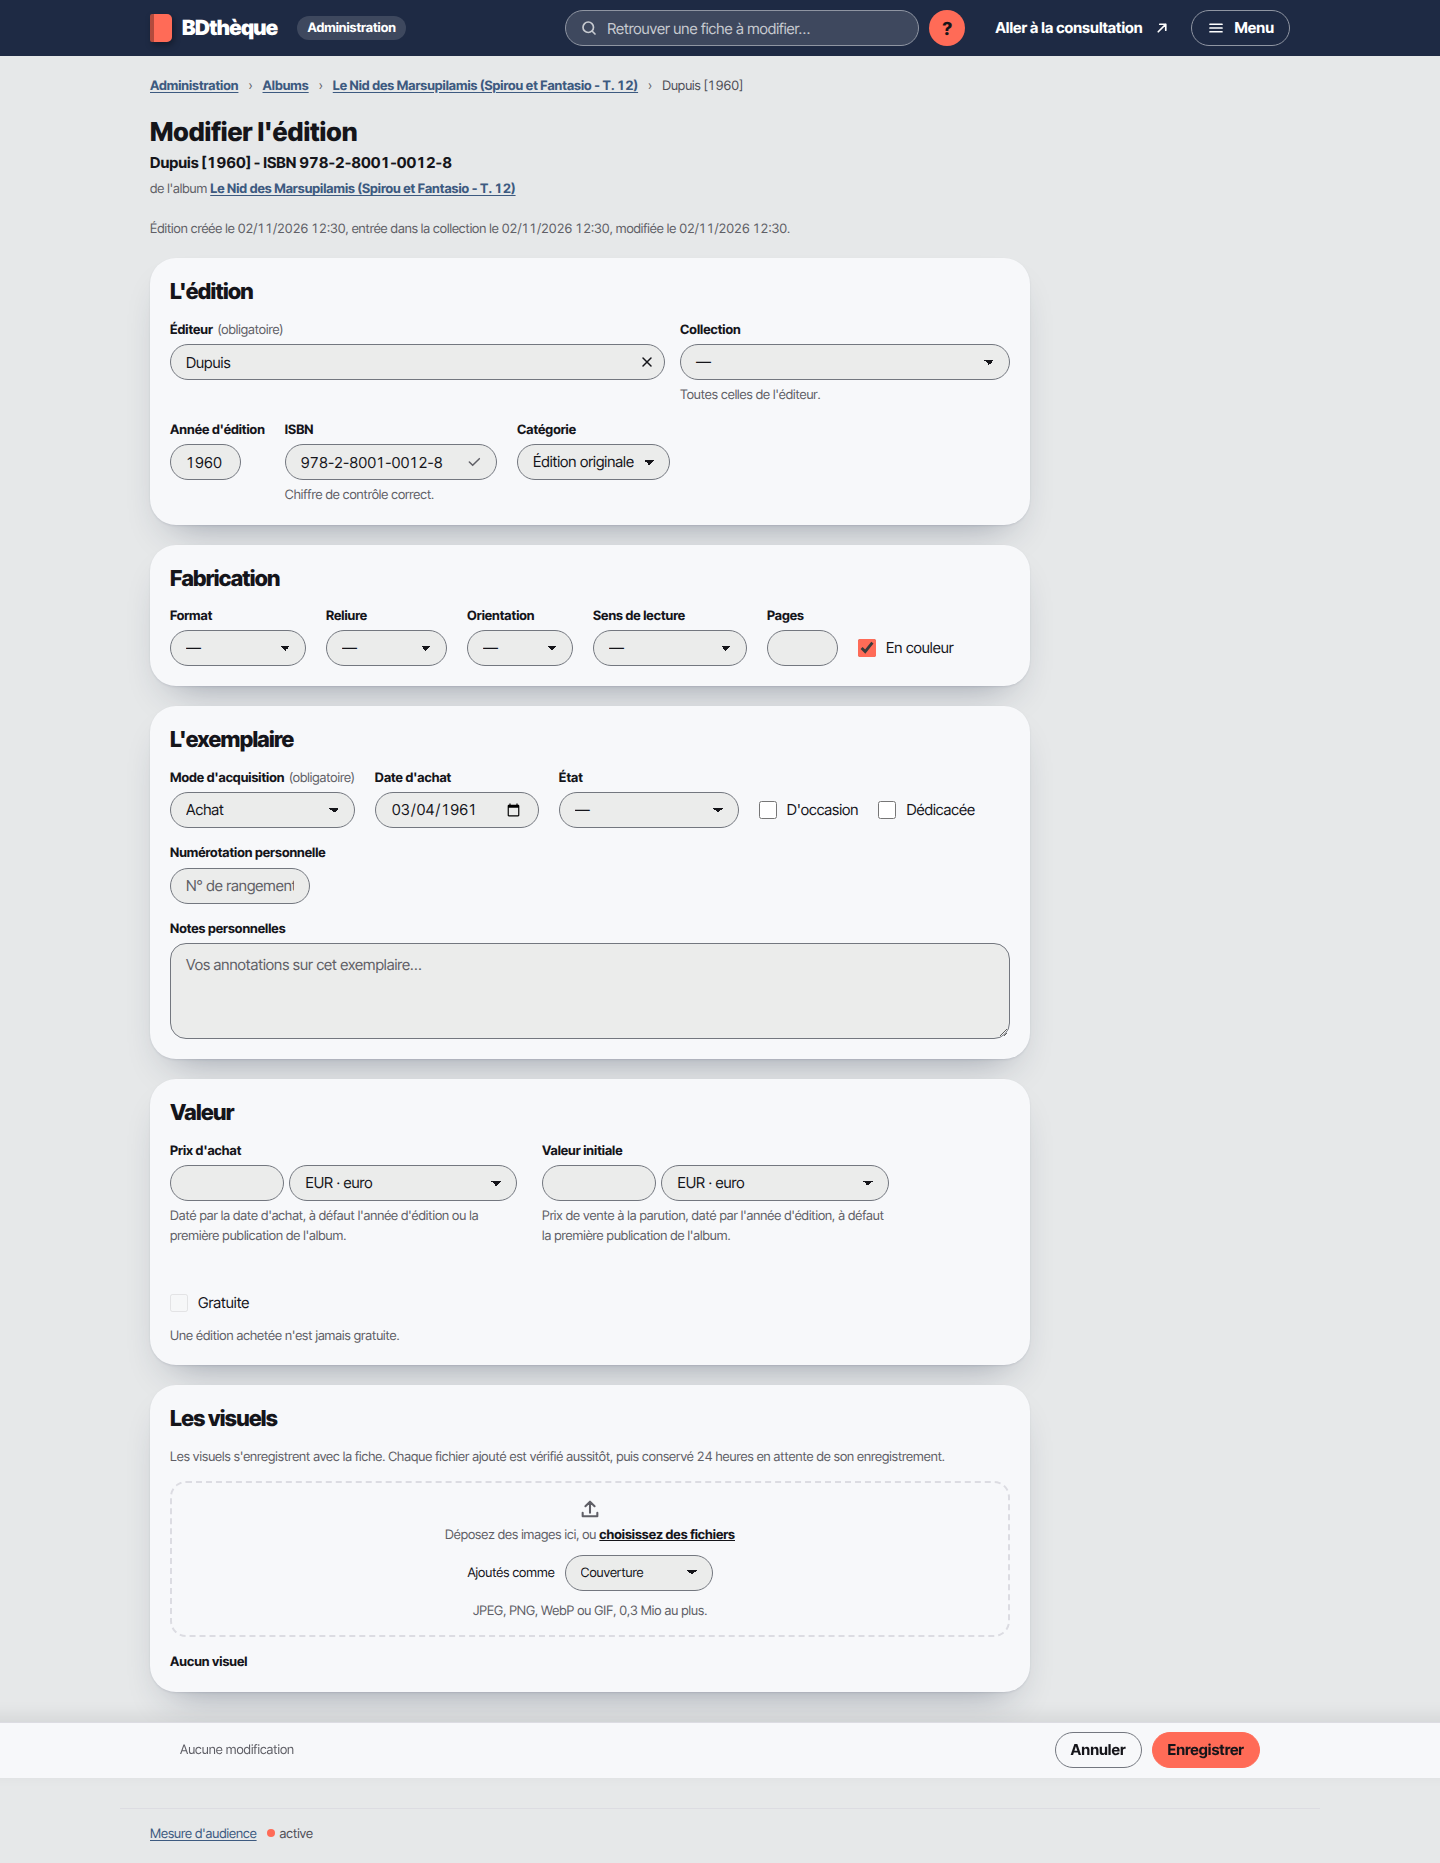 BDthèque
Administration
Retrouver une fiche à modifier...
?
Aller à la consultation
Menu
Administration › Albums › Le Nid des Marsupilamis (Spirou et Fantasio - T. 12) › Dupuis [1960]
Modifier l'édition
Dupuis [1960] - ISBN 978-2-8001-0012-8
de l'album Le Nid des Marsupilamis (Spirou et Fantasio - T. 12)
Édition créée le 02/11/2026 12:30, entrée dans la collection le 02/11/2026 12:30, modifiée le 02/11/2026 12:30.
L'édition
Éditeur (obligatoire)
Collection
Dupuis
—
Toutes celles de l'éditeur.
Année d'édition
ISBN
Catégorie
1960
978-2-8001-0012-8
Édition originale
Chiffre de contrôle correct.
Fabrication
Format
Reliure
Orientation
Sens de lecture
Pages
—
—
—
—
En couleur
L'exemplaire
Mode d'acquisition (obligatoire)
Date d'achat
État
Achat
03/04/1961
—
D'occasion
Dédicacée
Numérotation personnelle
N° de rangement
Notes personnelles
Vos annotations sur cet exemplaire...
Valeur
Prix d'achat
Valeur initiale
EUR · euro
EUR · euro
Daté par la date d'achat, à défaut l'année d'édition ou la
première publication de l'album.
Prix de vente à la parution, daté par l'année d'édition, à défaut
la première publication de l'album.
Gratuite
Une édition achetée n'est jamais gratuite.
Les visuels
Les visuels s'enregistrent avec la fiche. Chaque fichier ajouté est vérifié aussitôt, puis conservé 24 heures en attente de son enregistrement.
Déposez des images ici, ou choisissez des fichiers
Ajoutés comme
Couverture
JPEG, PNG, WebP ou GIF, 0,3 Mio au plus.
Aucun visuel
Aucune modification
Annuler
Enregistrer
Mesure d'audience
active